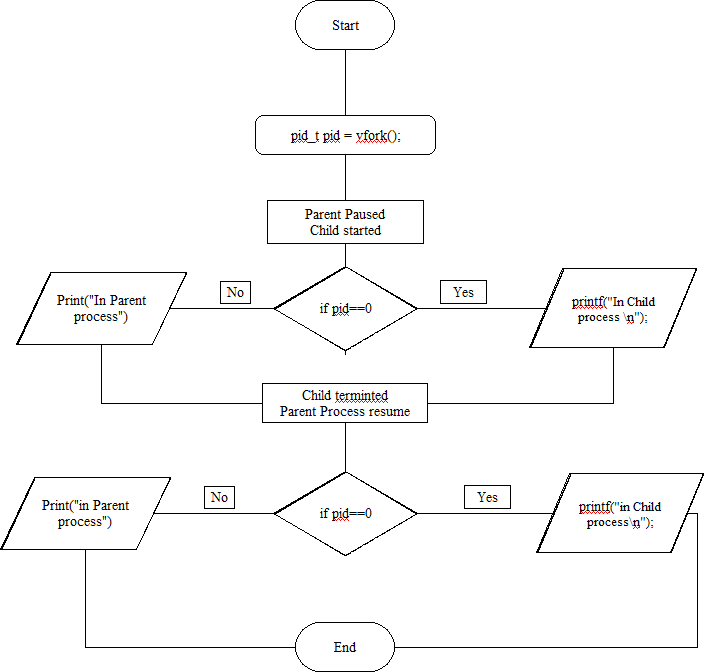 Start
pid_t pid = vfork();
Parent Paused
Child started
if pid==0
No
Yes
Print("In Parent
process")
printf("In Child
process \n");
Child terminted
Parent Process resume
if pid==0
No
Yes
Print("in Parent
process")
printf("in Child
process\n");
End